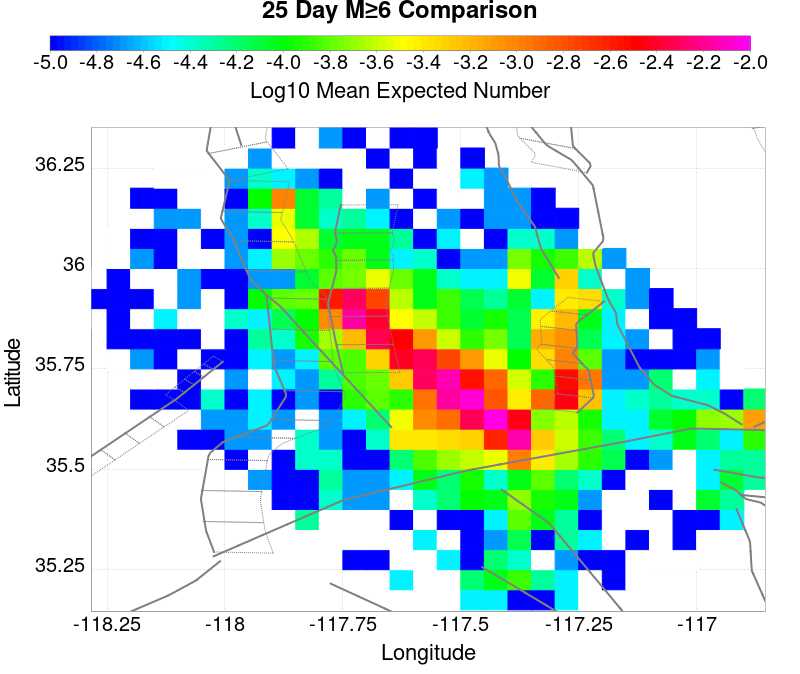 25 Day M≥6 Comparison
-5.0 -4.8 -4.6 -4.4 -4.2 -4.0 -3.8 -3.6 -3.4 -3.2 -3.0 -2.8 -2.6 -2.4 -2.2 -2.0
Log10 Mean Expected Number
36.25
36
35.75
35.5
35.25
Latitude
-118.25 -118 -117.75 -117.5 -117.25 -117
Longitude